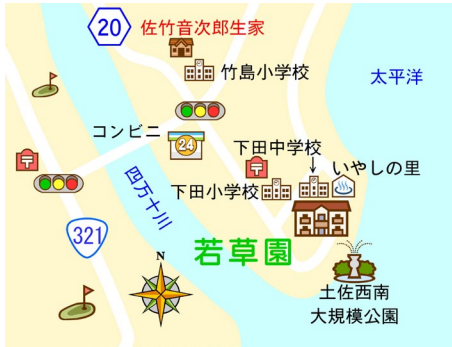 20
佐竹音次郎生家
竹島小学校
太平洋
コンビニ
24
下田中学校
〒
いやしの里
〒
下田小学校
四万十川
321
若草園
N
土佐西南
大規模公園